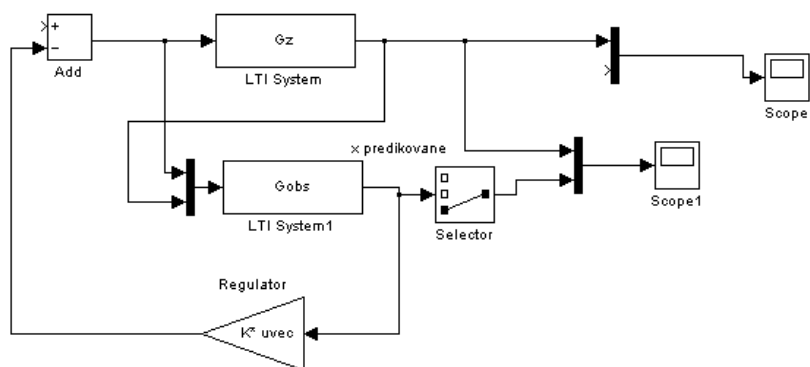 +
−
Add
Gz
LTI System
Scope
x predikovane
Gobs
LTI System1
Selector
Scope1
Regulator
K* uvec